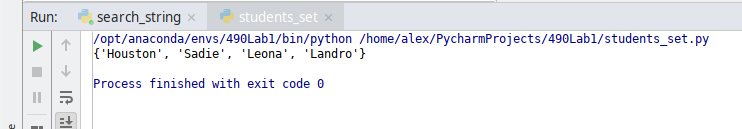 Run: search_string × students_set ×
/opt/anaconda/envs/490Lab1/bin/python /home/alex/PycharmProjects/490Lab1/students_set.py
{'Houston', 'Sadie', 'Leona', 'Landro'}
Process finished with exit code 0